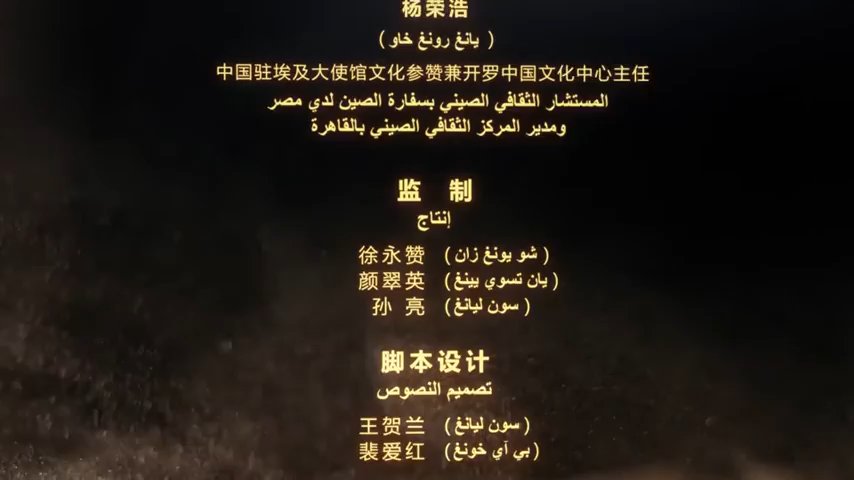 杨荣浩
( يانغ رونغ خاو )
中国驻埃及大使馆文化参赞兼开罗中国文化中心主任
المستشار الثقافي الصيني بسفارة الصين لدي مصر
ومدير المركز الثقافي الصيني بالقاهرة
监 制
إنتاج
徐永赞 ( شو يونغ زان )
颜翠英 ( يان تسوي يينغ )
孙 亮 ( سون ليانغ )
脚本设计
تصميم النصوص
王贺兰 ( سون ليانغ )
裴爱红 ( بي آي خونغ )